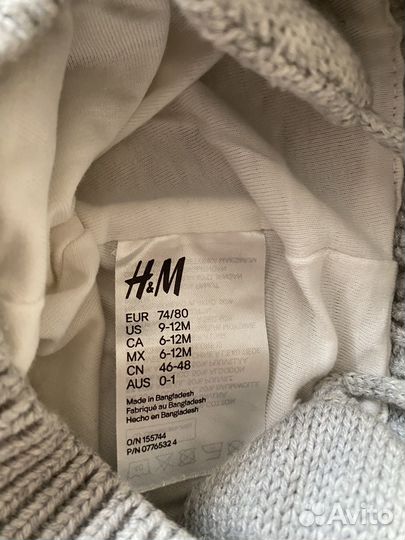 H&M
EUR 74/80
US 9-12M
CA 6-12M
MX 6-12M
CN 46-48
AUS 0-1
Made in Bangladesh
Fabriqué au Bangladesh
Hecho en Bangladesh
O/N 155744
P/N 0776532 4
Avito